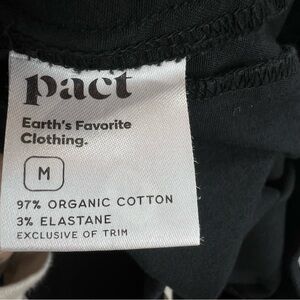 pact
Earth's Favorite
Clothing.
M
97% ORGANIC COTTON
3% ELASTANE
EXCLUSIVE OF TRIM